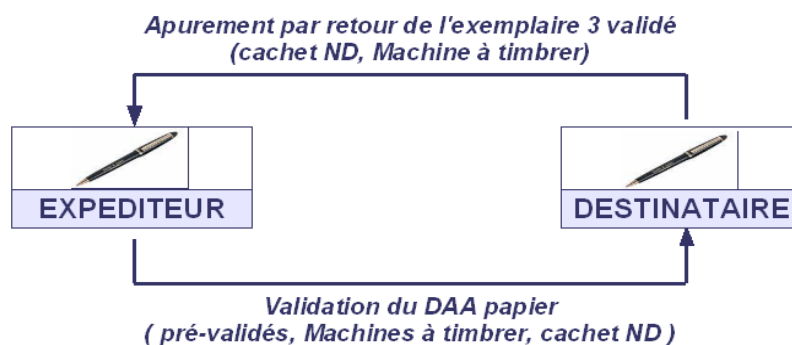 Apurement par retour de l'exemplaire 3 validé
(cachet ND, Machine à timbrer)
EXPEDITEUR
DESTINATAIRE
Validation du DAA papier
( pré-validés, Machines à timbrer, cachet ND )